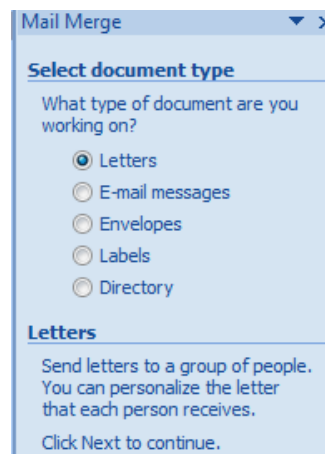 Mail Merge
Select document type
What type of document are you
working on?
Letters
E-mail messages
Envelopes
Labels
Directory
Letters
Send letters to a group of people.
You can personalize the letter
that each person receives.
Click Next to continue.